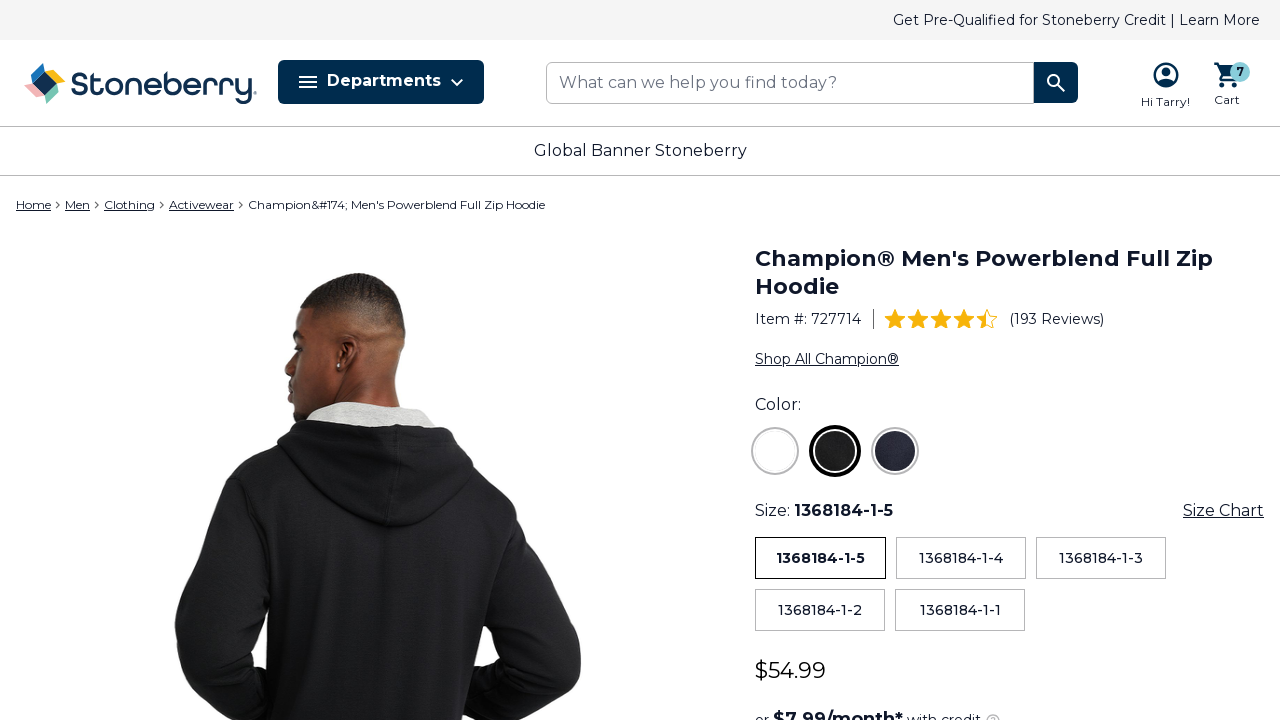 Get Pre-Qualified for Stoneberry Credit | Learn More
Stoneberry
Departments
What can we help you find today?
Hi Tarry!
7
Cart
Global Banner Stoneberry
Home > Men > Clothing > Activewear > Champion&#174; Men's Powerblend Full Zip Hoodie
Champion® Men's Powerblend Full Zip
Hoodie
Item #: 727714 | (193 Reviews)
Shop All Champion®
Color:
Size: 1368184-1-5 Size Chart
1368184-1-5 1368184-1-4 1368184-1-3
1368184-1-2 1368184-1-1
$54.99
or $7.99/month* with credit